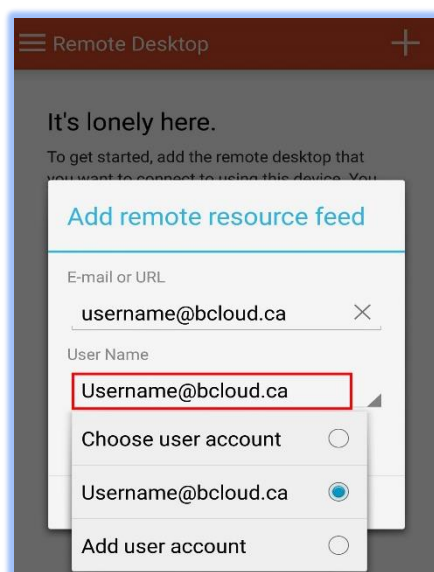 Remote Desktop
It's lonely here.
To get started, add the remote desktop that
you want to connect to using this device. You
Add remote resource feed
E-mail or URL
username@bcloud.ca
User Name
Username@bcloud.ca
Choose user account
Username@bcloud.ca
Add user account